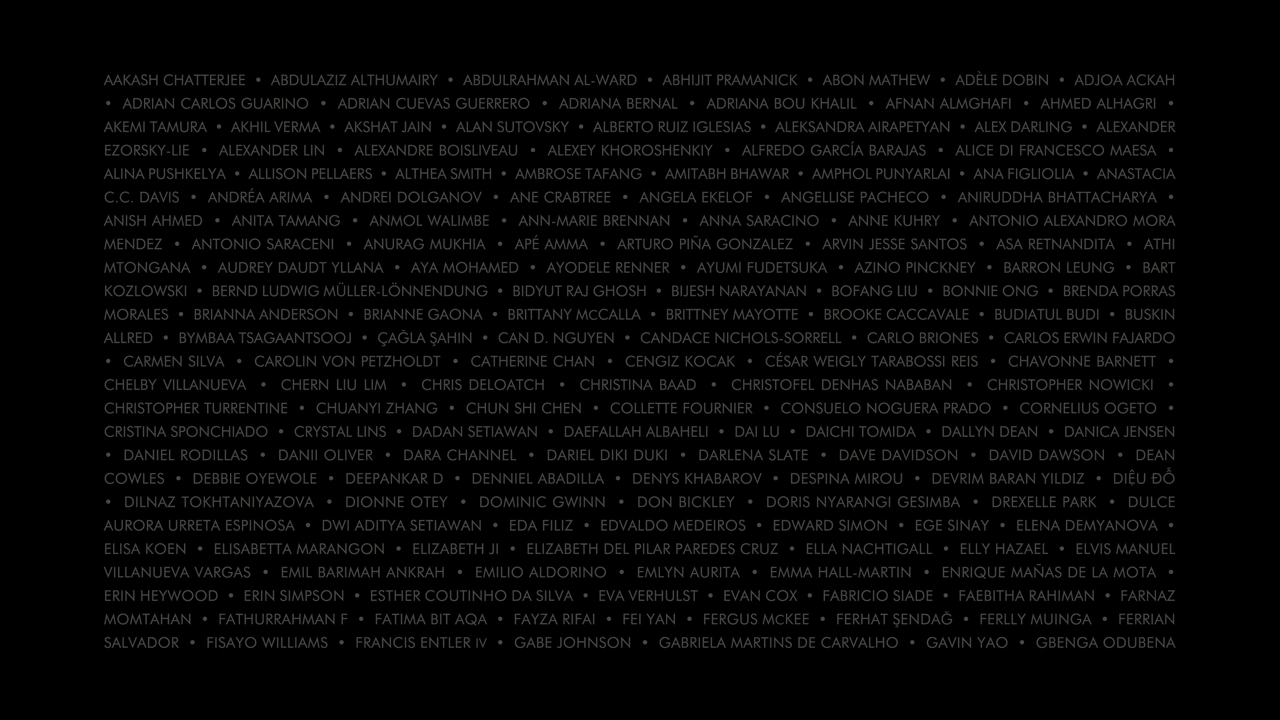 AAKASH CHATTERJEE • ABDULAZIZ ALTHUMAIRY • ABDULRAHMAN AL-WARD • ABHIJIT PRAMANICK • ABON MATHEW • ADÈLE DOBIN • ADJOA ACKAH
• ADRIAN CARLOS GUARINO • ADRIAN CUEVAS GUERRERO • ADRIANA BERNAL • ADRIANA BOU KHALIL • AFNAN ALMGHAFI • AHMED ALHAGRI •
AKEMI TAMURA • AKHIL VERMA • AKSHAT JAIN • ALAN SUTOVSKY • ALBERTO RUIZ IGLESIAS • ALEKSANDRA AIRAPETYAN • ALEX DARLING • ALEXANDER
EZORSKY-LIE • ALEXANDER LIN • ALEXANDRE BOISLIVEAU • ALEXEY KHOROSHENKIY • ALFREDO GARCÍA BARAJAS • ALICE DI FRANCESCO MAESA •
ALINA PUSHKELYA • ALLISON PELLAERS • ALTHEA SMITH • AMBROSE TAFANG • AMITABH BHAWAR • AMPHOL PUNYARLAI • ANA FIGLIOLIA • ANASTACIA
C.C. DAVIS • ANDRÉA ARIMA • ANDREI DOLGANOV • ANE CRABTREE • ANGELA EKELOF • ANGELLISE PACHECO • ANIRUDDHA BHATTACHARYA •
ANISH AHMED • ANITA TAMANG • ANMOL WALIMBE • ANN-MARIE BRENNAN • ANNA SARACINO • ANNE KUHRY • ANTONIO ALEXANDRO MORA
MENDEZ • ANTONIO SARACENI • ANURAG MUKHIA • APÉ AMMA • ARTURO PIÑA GONZALEZ • ARVIN JESSE SANTOS • ASA RETNANDITA • ATHI
MTONGANA • AUDREY DAUDT YLLANA • AYA MOHAMED • AYODELE RENNER • AYUMI FUDETSUKA • AZINO PINCKNEY • BARRON LEUNG • BART
KOZLOWSKI • BERND LUDWIG MÜLLER-LÖNNENDUNG • BIDYUT RAJ GHOSH • BIJESH NARAYANAN • BOFANG LIU • BONNIE ONG • BRENDA PORRAS
MORALES • BRIANNA ANDERSON • BRIANNE GAONA • BRITTANY MCCALLA • BRITTNEY MAYOTTE • BROOKE CACCAVALE • BUDIATUL BUDI • BUSKIN
ALLRED • BYMBAA TSAGAANTSOOJ • ÇAĞLA ŞAHIN • CAN D. NGUYEN • CANDACE NICHOLS-SORRELL • CARLO BRIONES • CARLOS ERWIN FAJARDO
• CARMEN SILVA • CAROLIN VON PETZHOLDT • CATHERINE CHAN • CENGIZ KOCAK • CÉSAR WEIGLY TARABOSSI REIS • CHAVONNE BARNETT •
CHELBY VILLANUEVA • CHERN LIU LIM • CHRIS DELOATCH • CHRISTINA BAAD • CHRISTOFEL DENHAS NABABAN • CHRISTOPHER NOWICKI •
CHRISTOPHER TURRENTINE • CHUANYI ZHANG • CHUN SHI CHEN • COLLETTE FOURNIER • CONSUELO NOGUERA PRADO • CORNELIUS OGETO •
CRISTINA SPONCHIADO • CRYSTAL LINS • DADAN SETIAWAN • DAEFALLAH ALBAHELI • DAI LU • DAICHI TOMIDA • DALLYN DEAN • DANICA JENSEN
• DANIEL RODILLAS • DANII OLIVER • DARA CHANNEL • DARIEL DIKI DUKI • DARLENA SLATE • DAVE DAVIDSON • DAVID DAWSON • DEAN
COWLES • DEBBIE OYEWOLE • DEEPANKAR D • DENNIEL ABADILLA • DENYS KHABAROV • DESPINA MIROU • DEVRIM BARAN YILDIZ • DIỆU ĐỖ
• DILNAZ TOKHTANIYAZOVA • DIONNE OTEY • DOMINIC GWINN • DON BICKLEY • DORIS NYARANGI GESIMBA • DREXELLE PARK • DULCE
AURORA URRETA ESPINOSA • DWI ADITYA SETIAWAN • EDA FILIZ • EDVALDO MEDEIROS • EDWARD SIMON • EGE SINAY • ELENA DEMYANOVA •
ELISA KOEN • ELISABETTA MARANGON • ELIZABETH JI • ELIZABETH DEL PILAR PAREDES CRUZ • ELLA NACHTIGALL • ELLY HAZAEL • ELVIS MANUEL
VILLANUEVA VARGAS • EMIL BARIMAH ANKRAH • EMILIO ALDORINO • EMLYN AURITA • EMMA HALL-MARTIN • ENRIQUE MAÑAS DE LA MOTA •
ERIN HEYWOOD • ERIN SIMPSON • ESTHER COUTINHO DA SILVA • EVA VERHULST • EVAN COX • FABRICIO SIADE • FAEBITHA RAHIMAN • FARNAZ
MOMTAHAN • FATHURRAHMAN F • FATIMA BIT AQA • FAYZA RIFAI • FEI YAN • FERGUS MCKEE • FERHAT ŞENDAĞ • FERLLY MUINGA • FERRIAN
SALVADOR • FISAYO WILLIAMS • FRANCIS ENTLER IV • GABE JOHNSON • GABRIELA MARTINS DE CARVALHO • GAVIN YAO • GBENGA ODUBENA